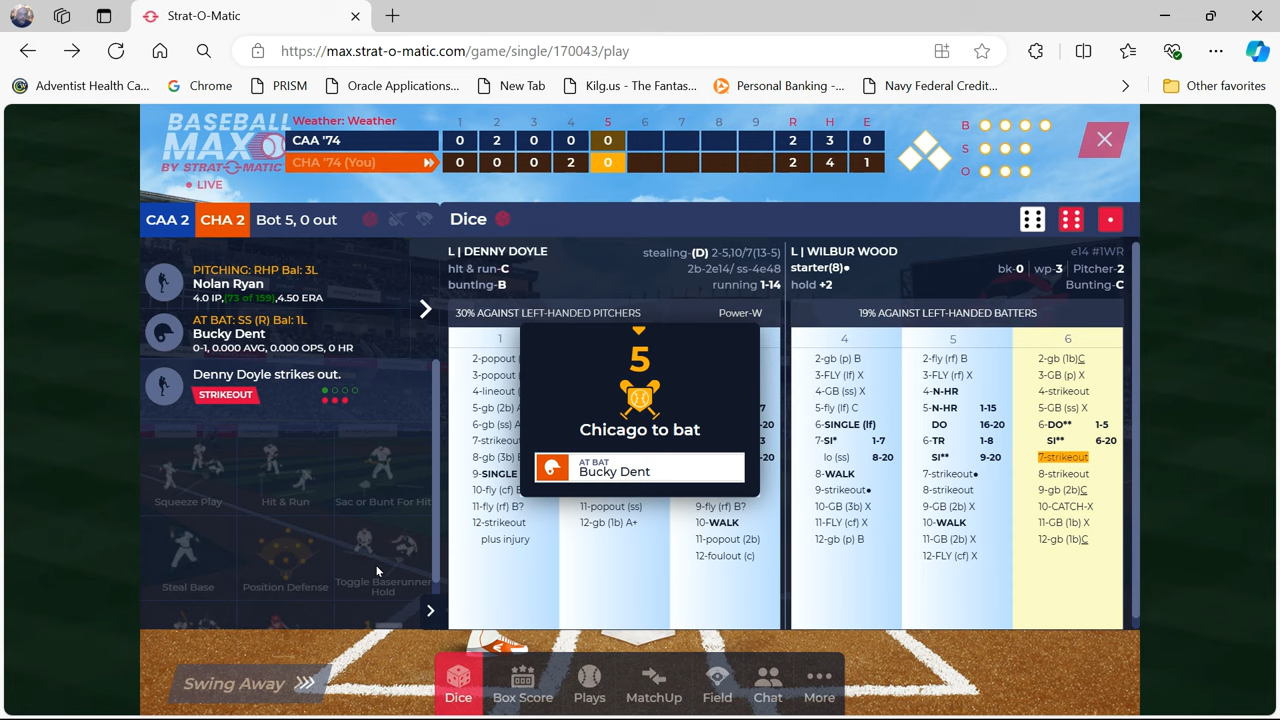 Strat-O-Matic
https://max.strat-o-matic.com/game/single/170043/play
Adventist Health Ca...
Chrome
PRISM
Oracle Applications...
New Tab
Kilg.us - The Fantas...
Personal Banking -...
Navy Federal Credit...
Other favorites
BASEBALL
MAX
BY STRAT-O-MATIC
LIVE
Weather: Weather
1 2 3 4 5 6 7 8 9 R H E
CAA '74 0 2 0 0 0 2 3 0
CHA '74 (You) 0 0 0 2 0 2 4 1
B
S
O
CAA 2 CHA 2 Bot 5, 0 out
Dice
PITCHING: RHP Bal: 3L
Nolan Ryan
4.0 IP,(73 of 159),4.50 ERA
AT BAT: SS (R) Bal: 1L
Bucky Dent
0-1, 0.000 AVG, 0.000 OPS, 0 HR
Denny Doyle strikes out.
STRIKEOUT
Squeeze Play
Hit & Run
Sac or Bunt For Hit
Steal Base
Position Defense
Toggle Baserunner
Hold
L | DENNY DOYLE
stealing-(D) 2-5,10/7(13-5)
hit & run-C
2b-2e14/ ss-4e48
bunting-B
running 1-14
30% AGAINST LEFT-HANDED PITCHERS
Power-W
1
2-popout
3-popout
4-lineout
5-gb (2b)
6-gb (ss)
7-strikeout
8-gb (3b)
9-SINGLE
10-fly (cf)
11-fly (rf) B?
12-strikeout
plus injury
11-popout (ss)
12-gb (1b) A+
9-fly (rf) B?
10-WALK
11-popout (2b)
12-foulout (c)
5
Chicago to bat
AT BAT
Bucky Dent
L | WILBUR WOOD
e14 #1WR
starter(8)●
bk-0 wp-3 Pitcher-2
hold +2
Bunting-C
19% AGAINST LEFT-HANDED BATTERS
4
2-gb (p) B
3-FLY (lf) X
4-GB (ss) X
5-fly (lf) C
6-SINGLE (lf)
7-SI* 1-7
lo (ss) 8-20
8-WALK
9-strikeout●
10-GB (3b) X
11-FLY (cf) X
12-gb (p) B
5
2-fly (rf) B
3-FLY (rf) X
4-N-HR
5-N-HR 1-15
DO 16-20
6-TR 1-8
SI** 9-20
7-strikeout●
8-strikeout
9-GB (2b) X
10-WALK
11-GB (2b) X
12-FLY (cf) X
6
2-gb (1b)C
3-GB (p) X
4-strikeout
5-GB (ss) X
6-DO** 1-5
SI** 6-20
7-strikeout
8-strikeout
9-gb (2b)C
10-CATCH-X
11-GB (1b) X
12-gb (1b)C
Swing Away
Dice
Box Score
Plays
MatchUp
Field
Chat
More